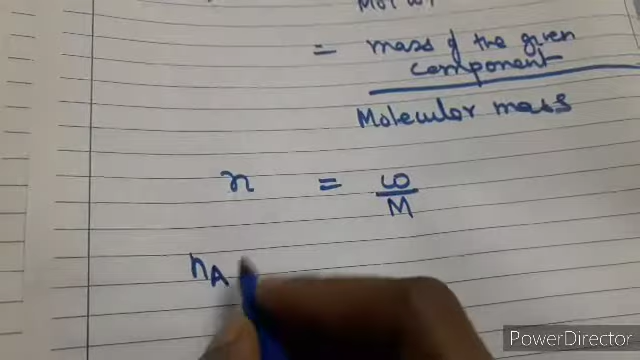 = mass of the given
component
Molecular mass
n = w
M
nA
PowerDirector